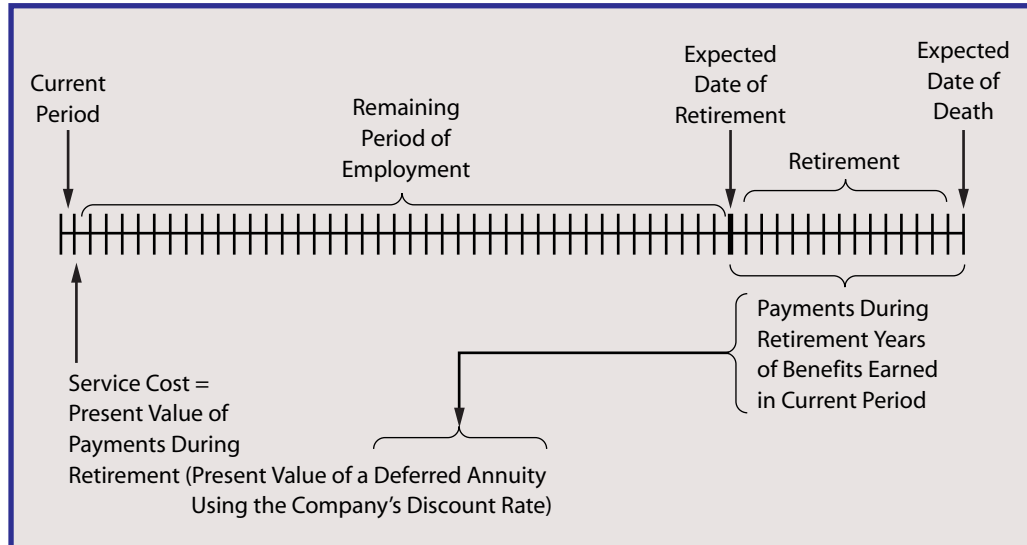 Current
Period
Remaining
Period of
Employment
Expected
Date of
Retirement
Expected
Date of
Death
Retirement
Service Cost =
Present Value of
Payments During
Retirement (Present Value of a Deferred Annuity
Using the Company’s Discount Rate)
Payments During
Retirement Years
of Benefits Earned
in Current Period